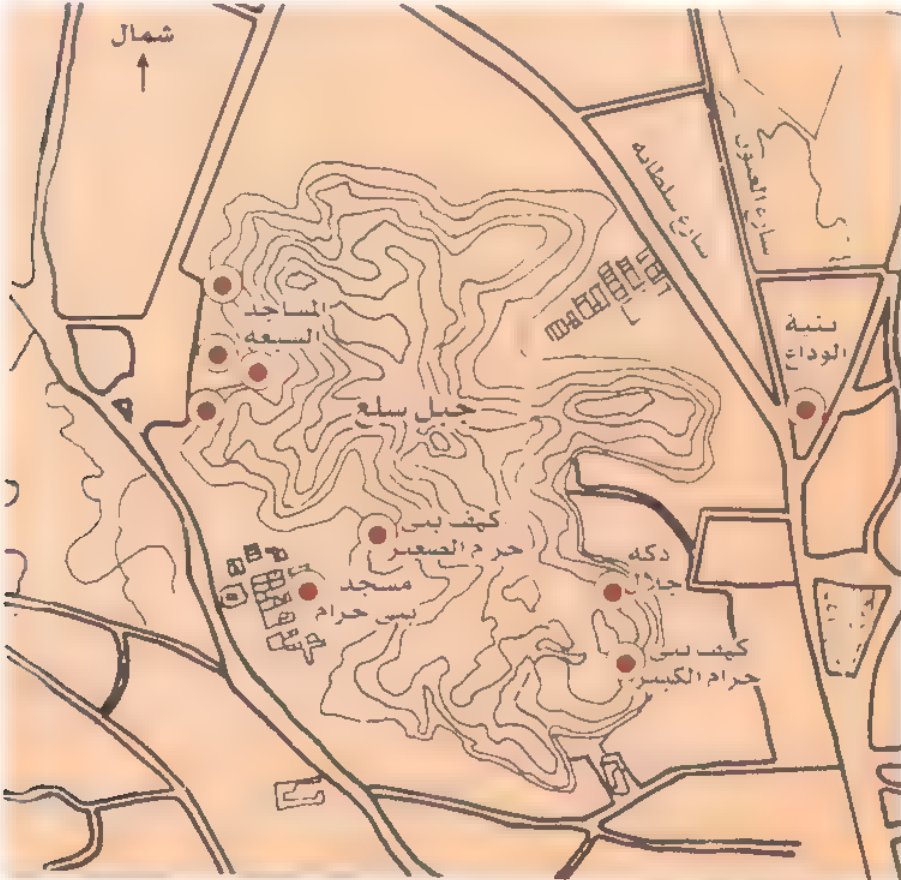 شمال
شارع سلطانة
شارع العيون
ثنية
الوداع
المساجد
السبعة
جبل سلع
كهف بني
حرام الصغير
مسجد
بني حرام
دكة
جلال
كهف بني
حرام الكبير